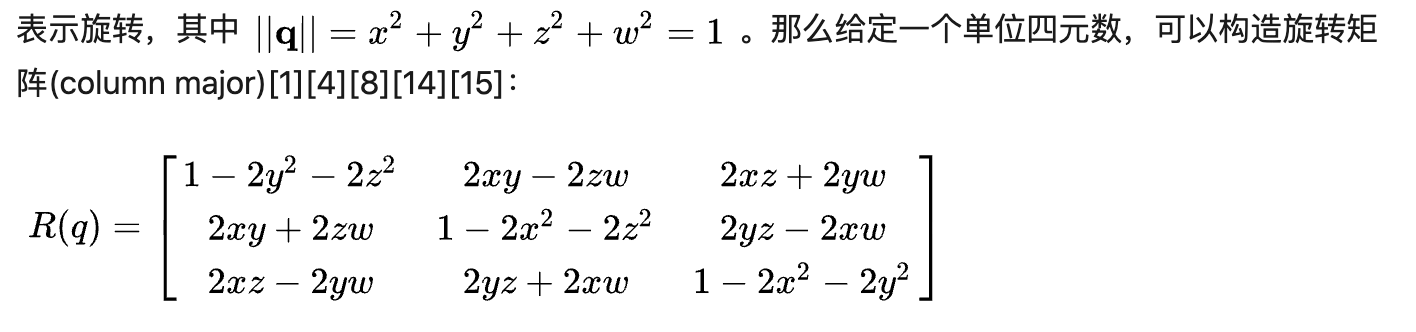 表示旋转，其中 ||q|| = x² + y² + z² + w² = 1 。那么给定一个单位四元数，可以构造旋转矩
阵(column major)[1][4][8][14][15]：
1 − 2y² − 2z² 2xy − 2zw 2xz + 2yw
R(q) = 2xy + 2zw 1 − 2x² − 2z² 2yz − 2xw
2xz − 2yw 2yz + 2xw 1 − 2x² − 2y²